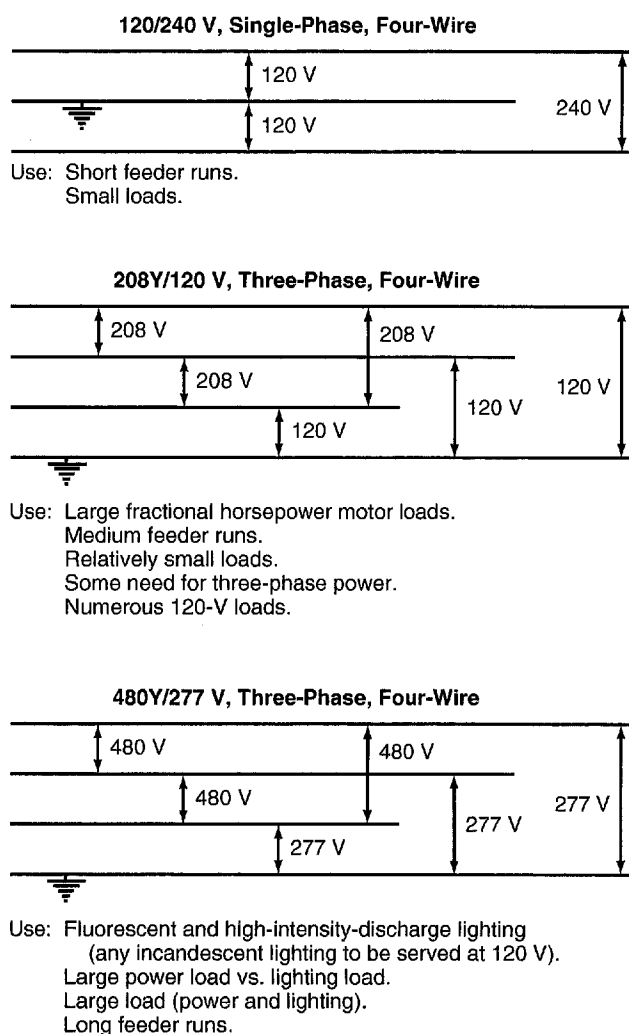 120/240 V, Single-Phase, Four-Wire
120 V
120 V
240 V
Use: Short feeder runs.
Small loads.
208Y/120 V, Three-Phase, Four-Wire
208 V
208 V
208 V
120 V
120 V
120 V
Use: Large fractional horsepower motor loads.
Medium feeder runs.
Relatively small loads.
Some need for three-phase power.
Numerous 120-V loads.
480Y/277 V, Three-Phase, Four-Wire
480 V
480 V
480 V
277 V
277 V
277 V
Use: Fluorescent and high-intensity-discharge lighting
(any incandescent lighting to be served at 120 V).
Large power load vs. lighting load.
Large load (power and lighting).
Long feeder runs.